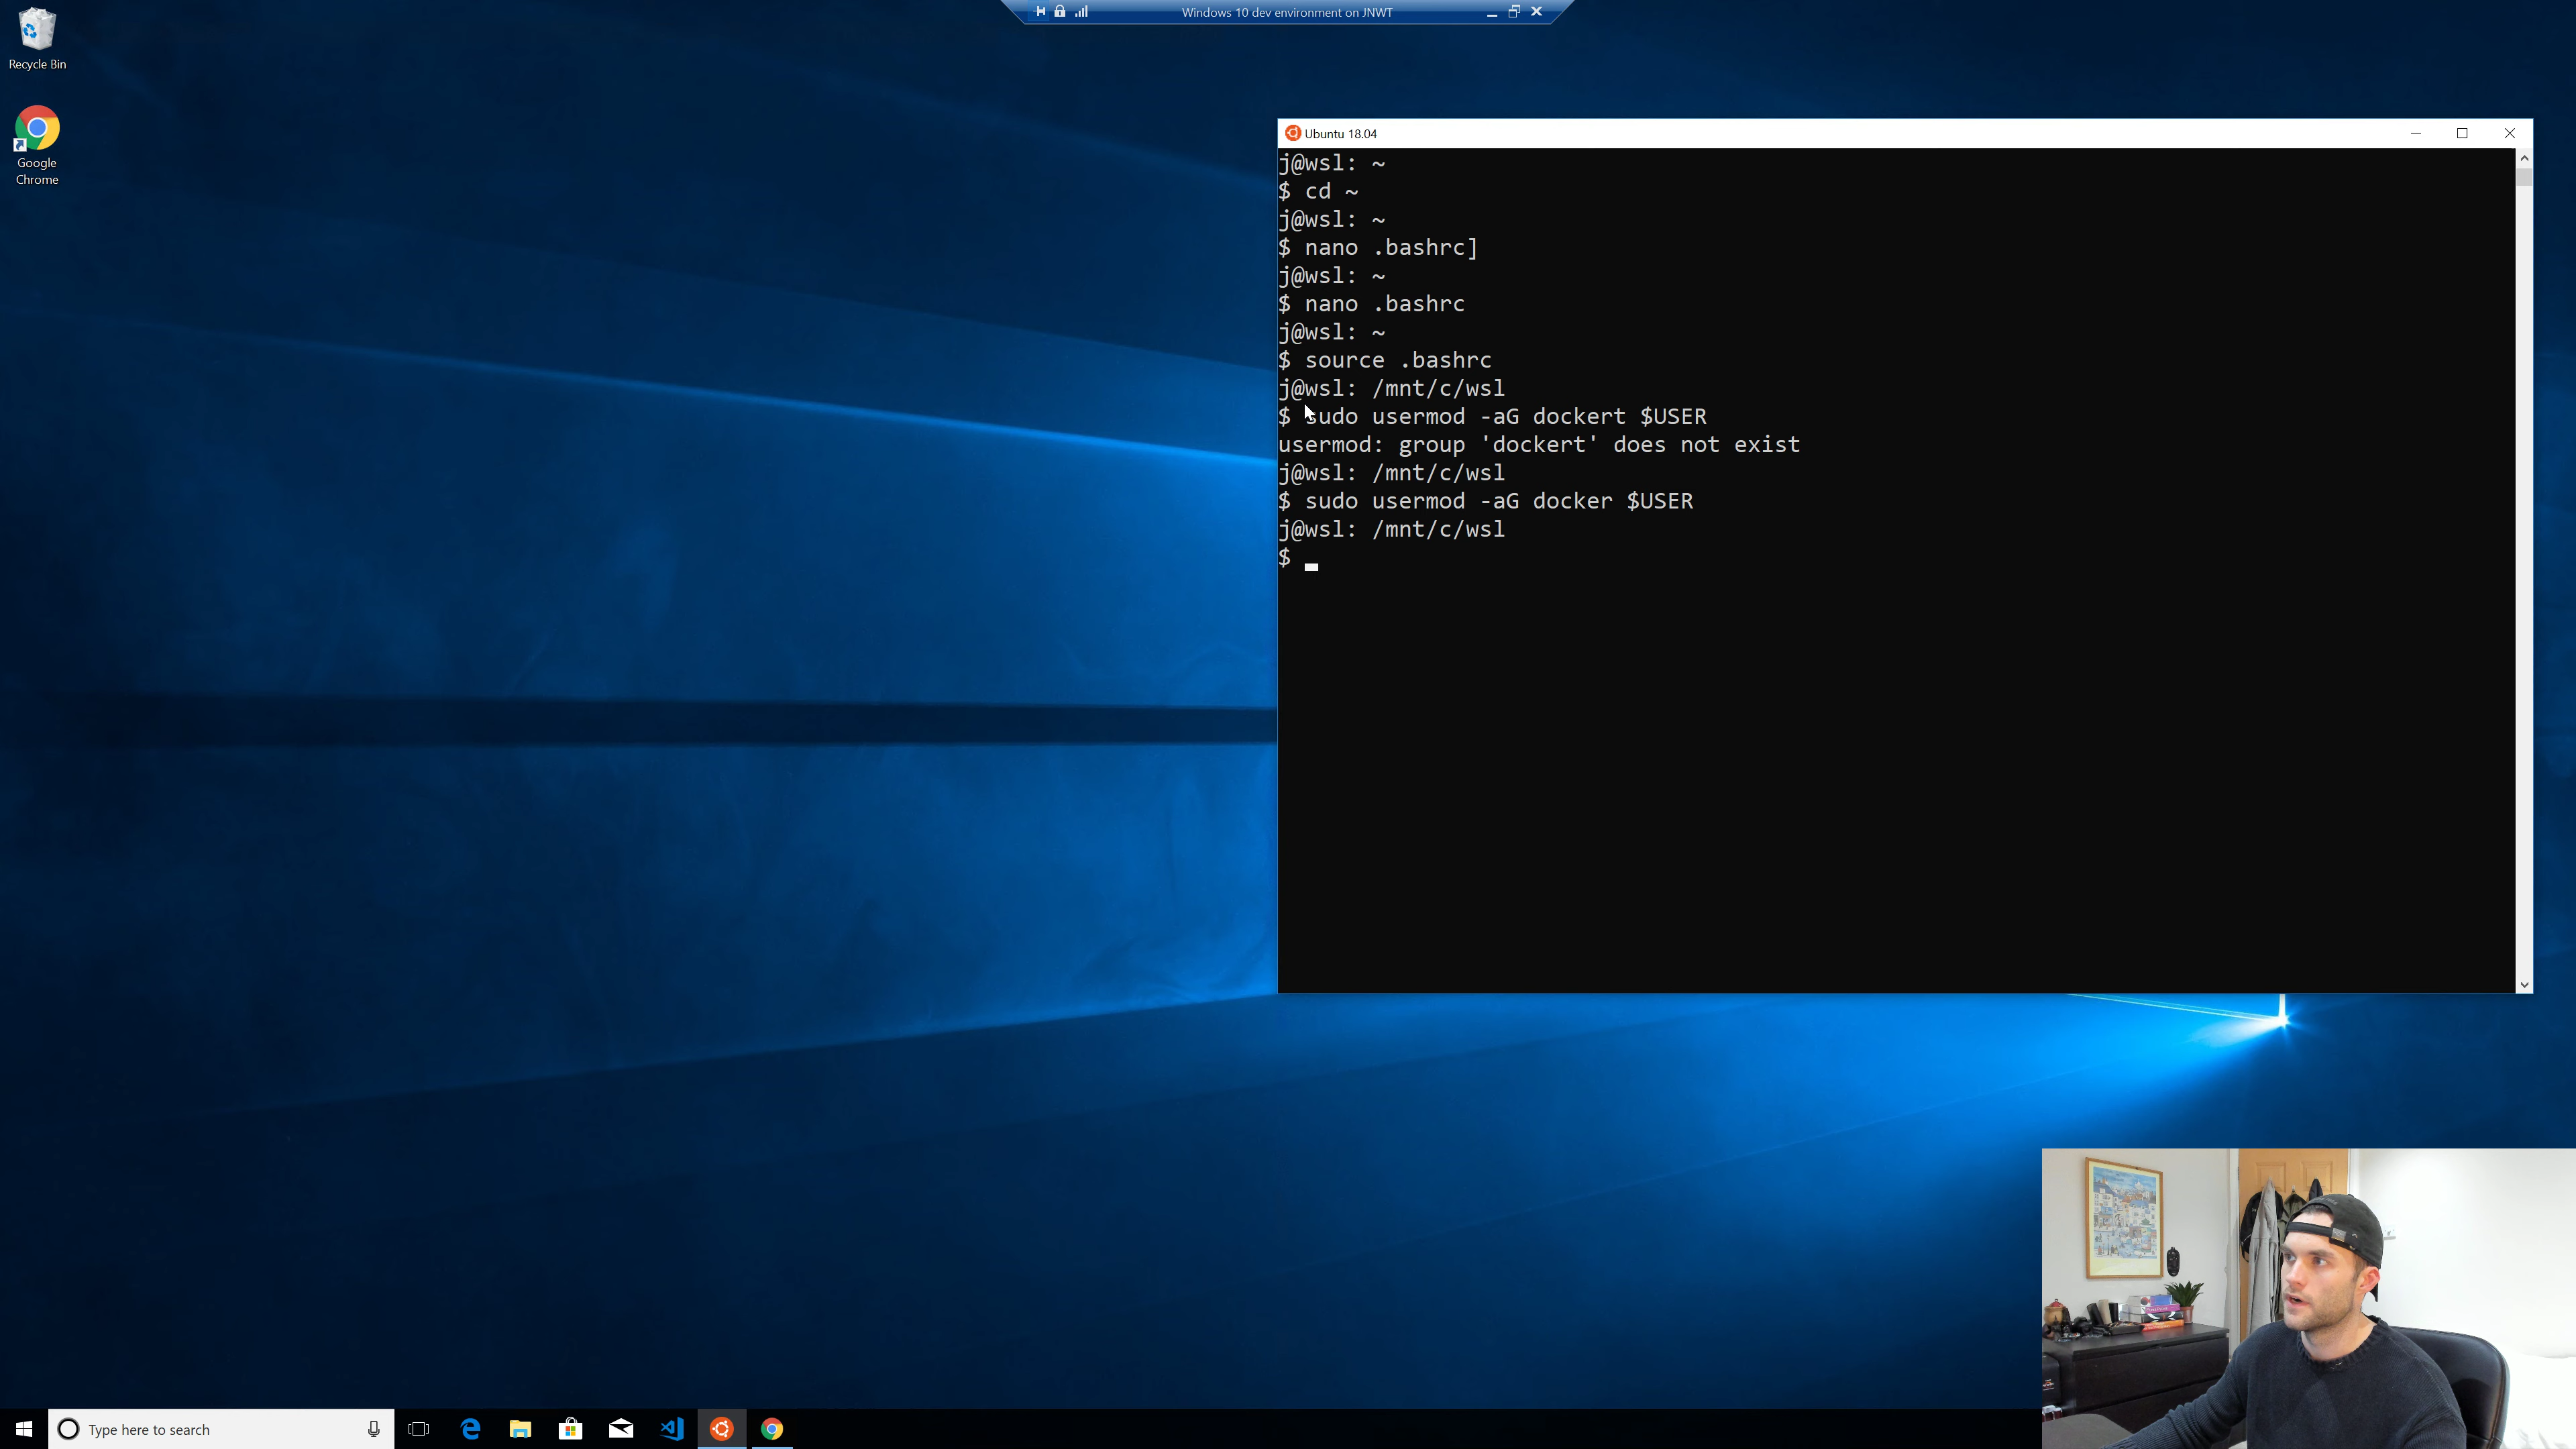 Windows 10 dev environment on JNWT
Recycle Bin
Google
Chrome
Ubuntu 18.04
j@wsl: ~
$ cd ~
j@wsl: ~
$ nano .bashrc]
j@wsl: ~
$ nano .bashrc
j@wsl: ~
$ source .bashrc
j@wsl: /mnt/c/wsl
$ sudo usermod -aG dockert $USER
usermod: group 'dockert' does not exist
j@wsl: /mnt/c/wsl
$ sudo usermod -aG docker $USER
j@wsl: /mnt/c/wsl
$
Type here to search